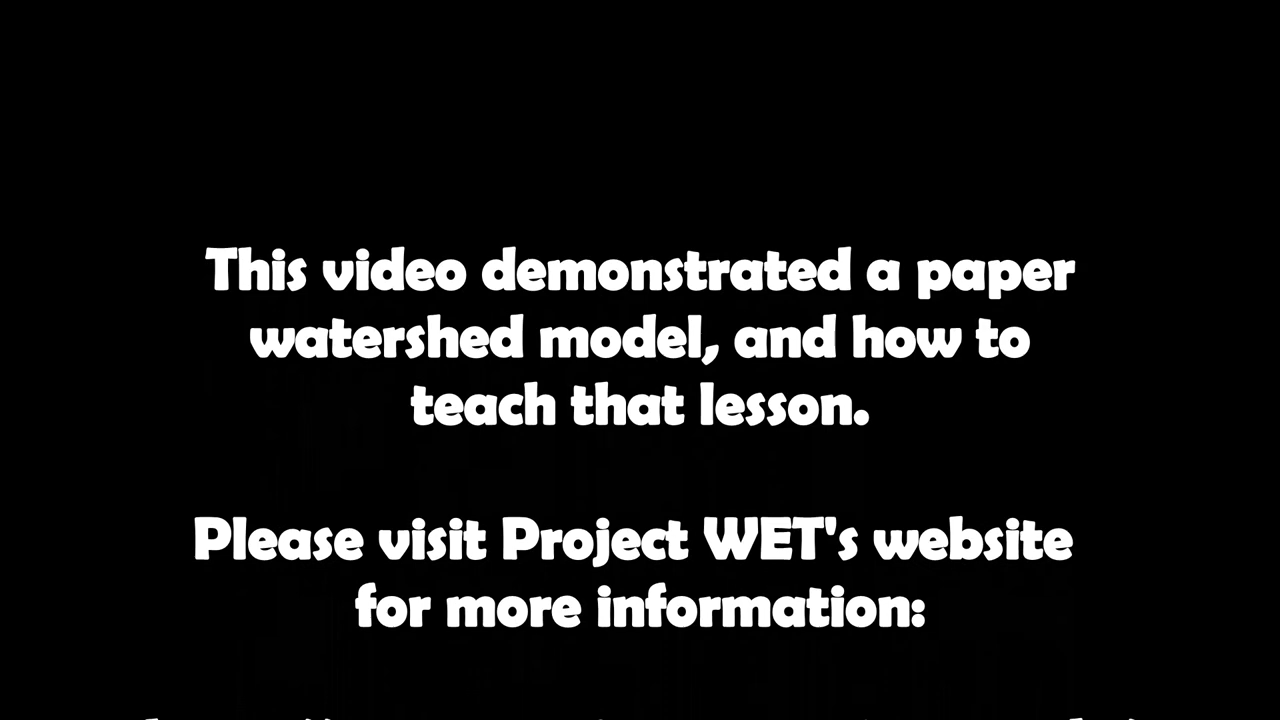 This video demonstrated a paper
watershed model, and how to
teach that lesson.
Please visit Project WET's website
for more information: